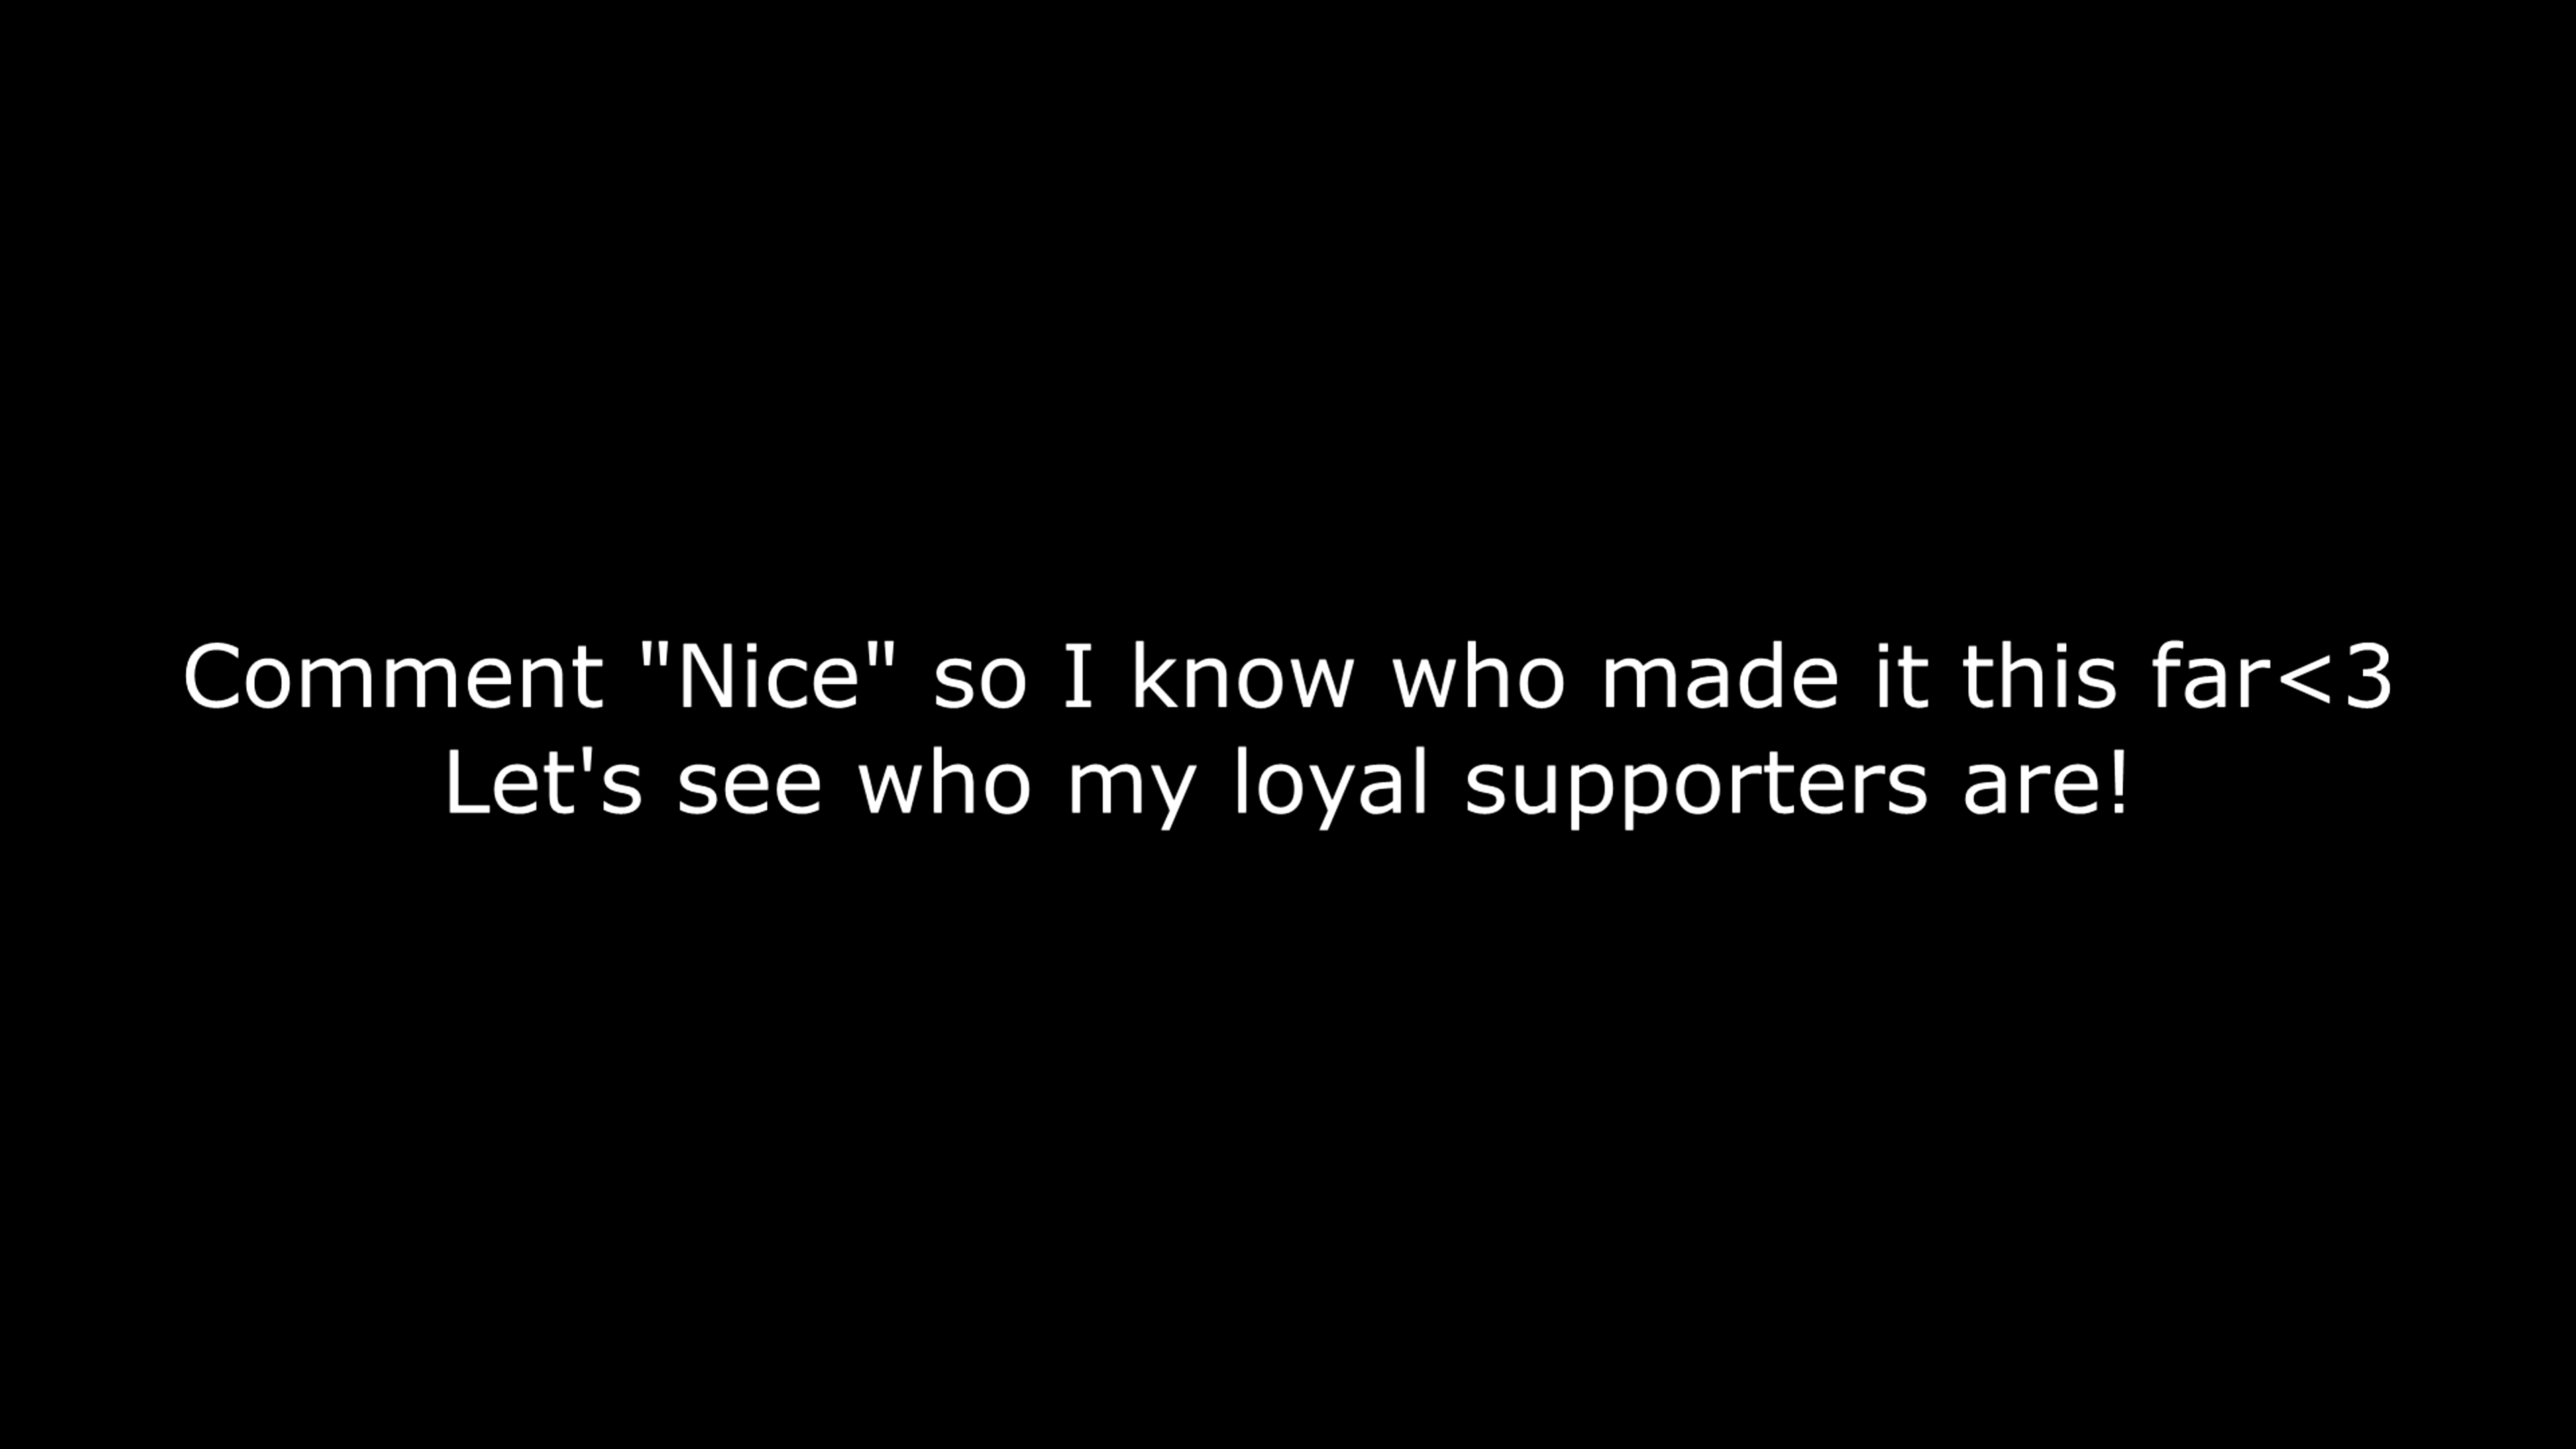 Comment "Nice" so I know who made it this far<3
Let's see who my loyal supporters are!